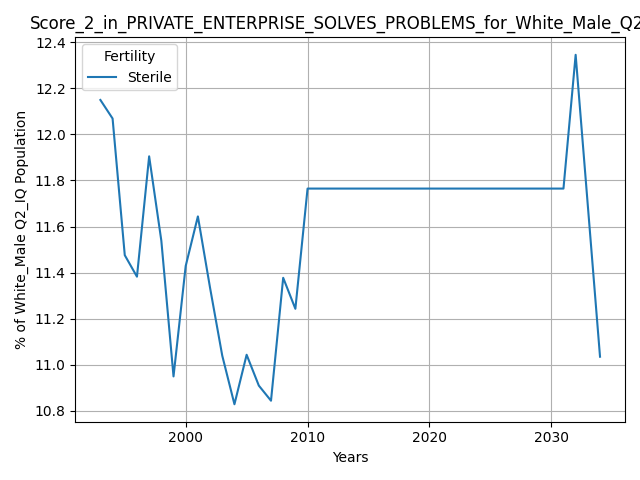 Score_2_in_PRIVATE_ENTERPRISE_SOLVES_PROBLEMS_for_White_Male_Q2
Fertility
Sterile
12.4
12.2
12.0
11.8
11.6
11.4
11.2
11.0
10.8
% of White_Male Q2_IQ Population
2000
2010
2020
2030
Years